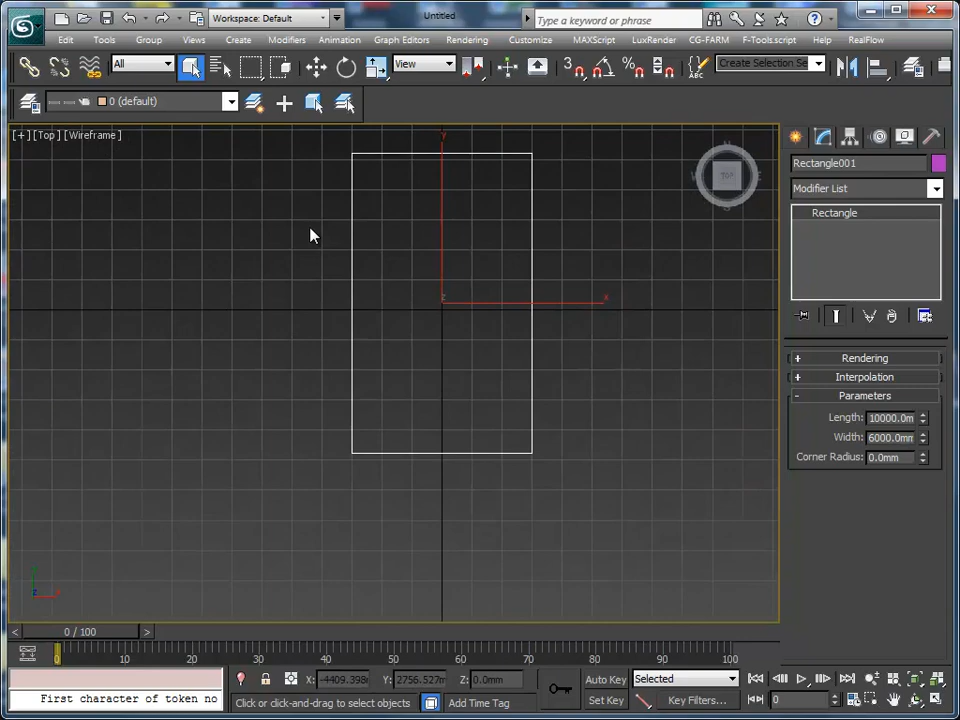 Workspace: Default
Untitled
Type a keyword or phrase
Edit Tools Group Views Create Modifiers Animation Graph Editors Rendering Customize MAXScript LuxRender CG-FARM F-Tools.script Help RealFlow
All View 3 Create Selection Se
0 (default)
[+] [Top] [Wireframe]
Rectangle001
Modifier List
Rectangle
y
z x
+ Rendering
+ Interpolation
- Parameters
Length: 10000.0m
Width: 6000.0mm
Corner Radius: 0.0mm
TOP
z x
< 0 / 100 >
0 10 20 30 40 50 60 70 80 90 100
X: -4409.398m Y: 2756.527m Z: 0.0mm Auto Key Selected
First character of token no Click or click-and-drag to select objects Add Time Tag Set Key Key Filters... 0